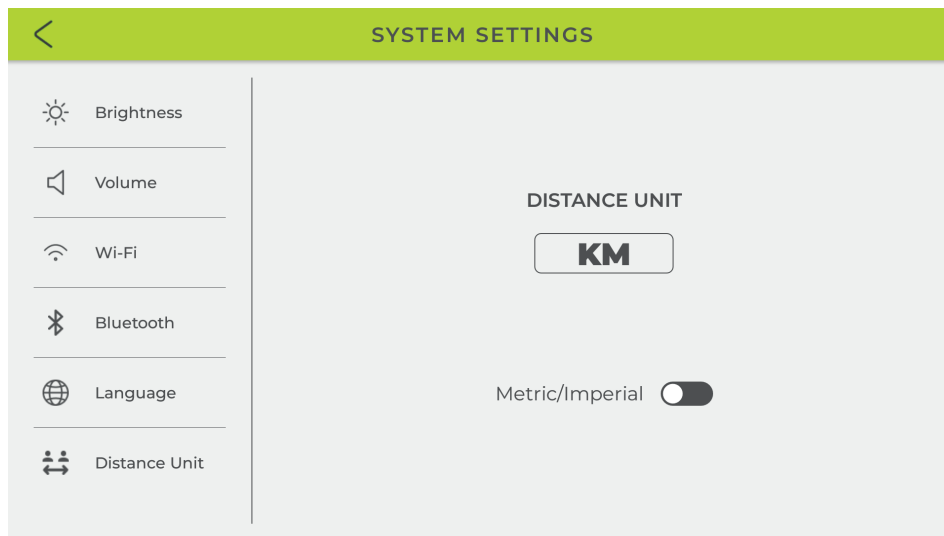 SYSTEM SETTINGS
Brightness
Volume
Wi-Fi
Bluetooth
Language
Distance Unit
DISTANCE UNIT
KM
Metric/Imperial